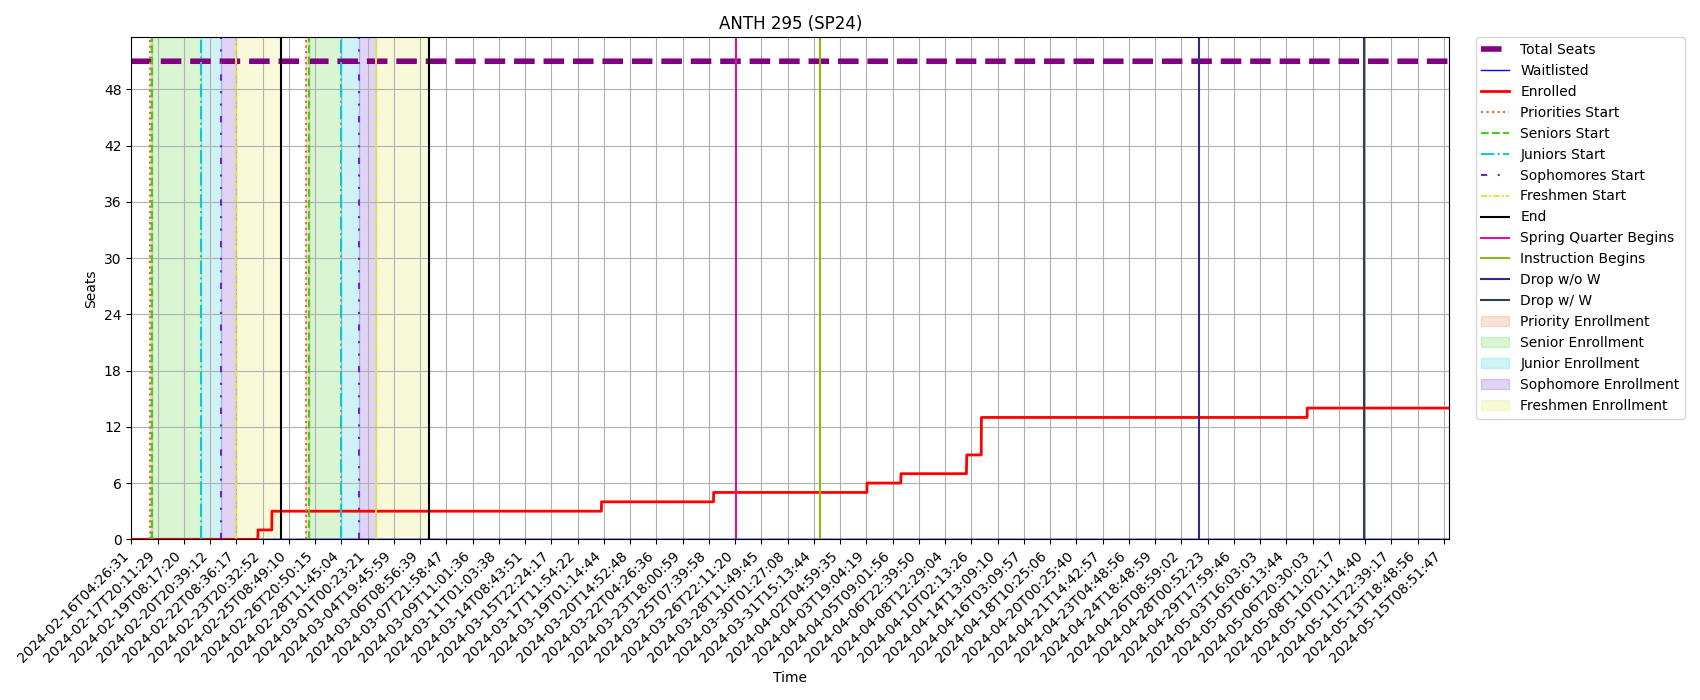 ANTH 295 (SP24)
Seats
48
42
36
30
24
18
12
6
0
2024-02-16T04:26:31
2024-02-17T20:11:29
2024-02-19T08:17:20
2024-02-20T20:39:12
2024-02-22T08:36:17
2024-02-23T20:32:52
2024-02-25T08:49:10
2024-02-26T20:50:15
2024-02-28T11:45:04
2024-03-01T00:23:21
2024-03-04T19:45:59
2024-03-06T08:56:39
2024-03-07T21:58:47
2024-03-09T11:01:36
2024-03-11T01:03:38
2024-03-14T08:43:51
2024-03-15T22:24:17
2024-03-17T11:54:22
2024-03-19T01:14:44
2024-03-20T14:52:48
2024-03-22T04:26:36
2024-03-23T18:00:59
2024-03-25T07:39:58
2024-03-26T22:11:20
2024-03-28T11:49:45
2024-03-30T01:27:08
2024-03-31T15:13:44
2024-04-02T04:59:35
2024-04-03T19:04:19
2024-04-05T09:01:56
2024-04-06T22:39:50
2024-04-08T12:29:04
2024-04-10T02:13:26
2024-04-14T13:09:10
2024-04-16T03:09:57
2024-04-18T10:25:06
2024-04-20T00:25:40
2024-04-21T14:42:57
2024-04-23T04:48:56
2024-04-24T18:48:59
2024-04-26T08:59:02
2024-04-28T00:52:23
2024-04-29T17:59:46
2024-05-03T16:03:03
2024-05-05T06:13:44
2024-05-06T20:30:03
2024-05-08T11:02:17
2024-05-10T01:14:40
2024-05-11T22:39:17
2024-05-13T18:48:56
2024-05-15T08:51:47
Time
Total Seats
Waitlisted
Enrolled
Priorities Start
Seniors Start
Juniors Start
Sophomores Start
Freshmen Start
End
Spring Quarter Begins
Instruction Begins
Drop w/o W
Drop w/ W
Priority Enrollment
Senior Enrollment
Junior Enrollment
Sophomore Enrollment
Freshmen Enrollment